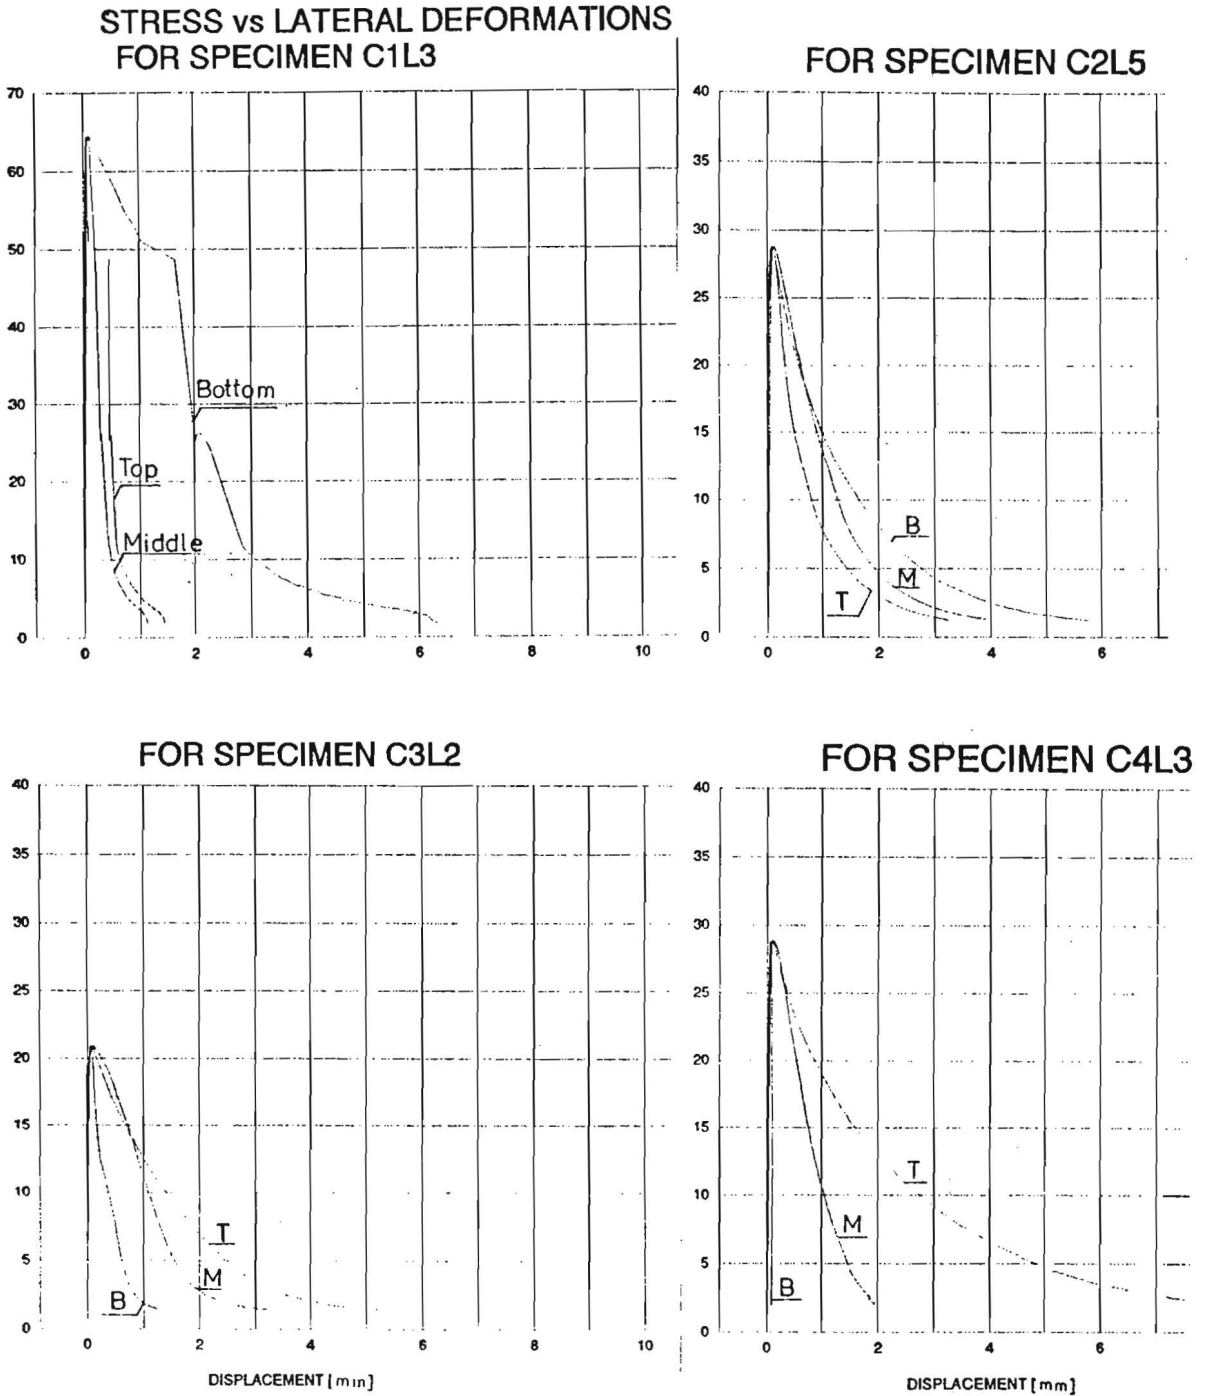 STRESS vs LATERAL DEFORMATIONS
FOR SPECIMEN C1L3
70
60
50
40
30
20
10
0
Bottom
Top
Middle
0 2 4 6 8 10
FOR SPECIMEN C2L5
40
35
30
25
20
15
10
5
0
B
M
T
0 2 4 6
FOR SPECIMEN C3L2
40
35
30
25
20
15
10
5
0
T
M
B
0 2 4 6 8 10
DISPLACEMENT [mm]
FOR SPECIMEN C4L3
40
35
30
25
20
15
10
5
0
T
M
B
0 2 4 6
DISPLACEMENT [mm]